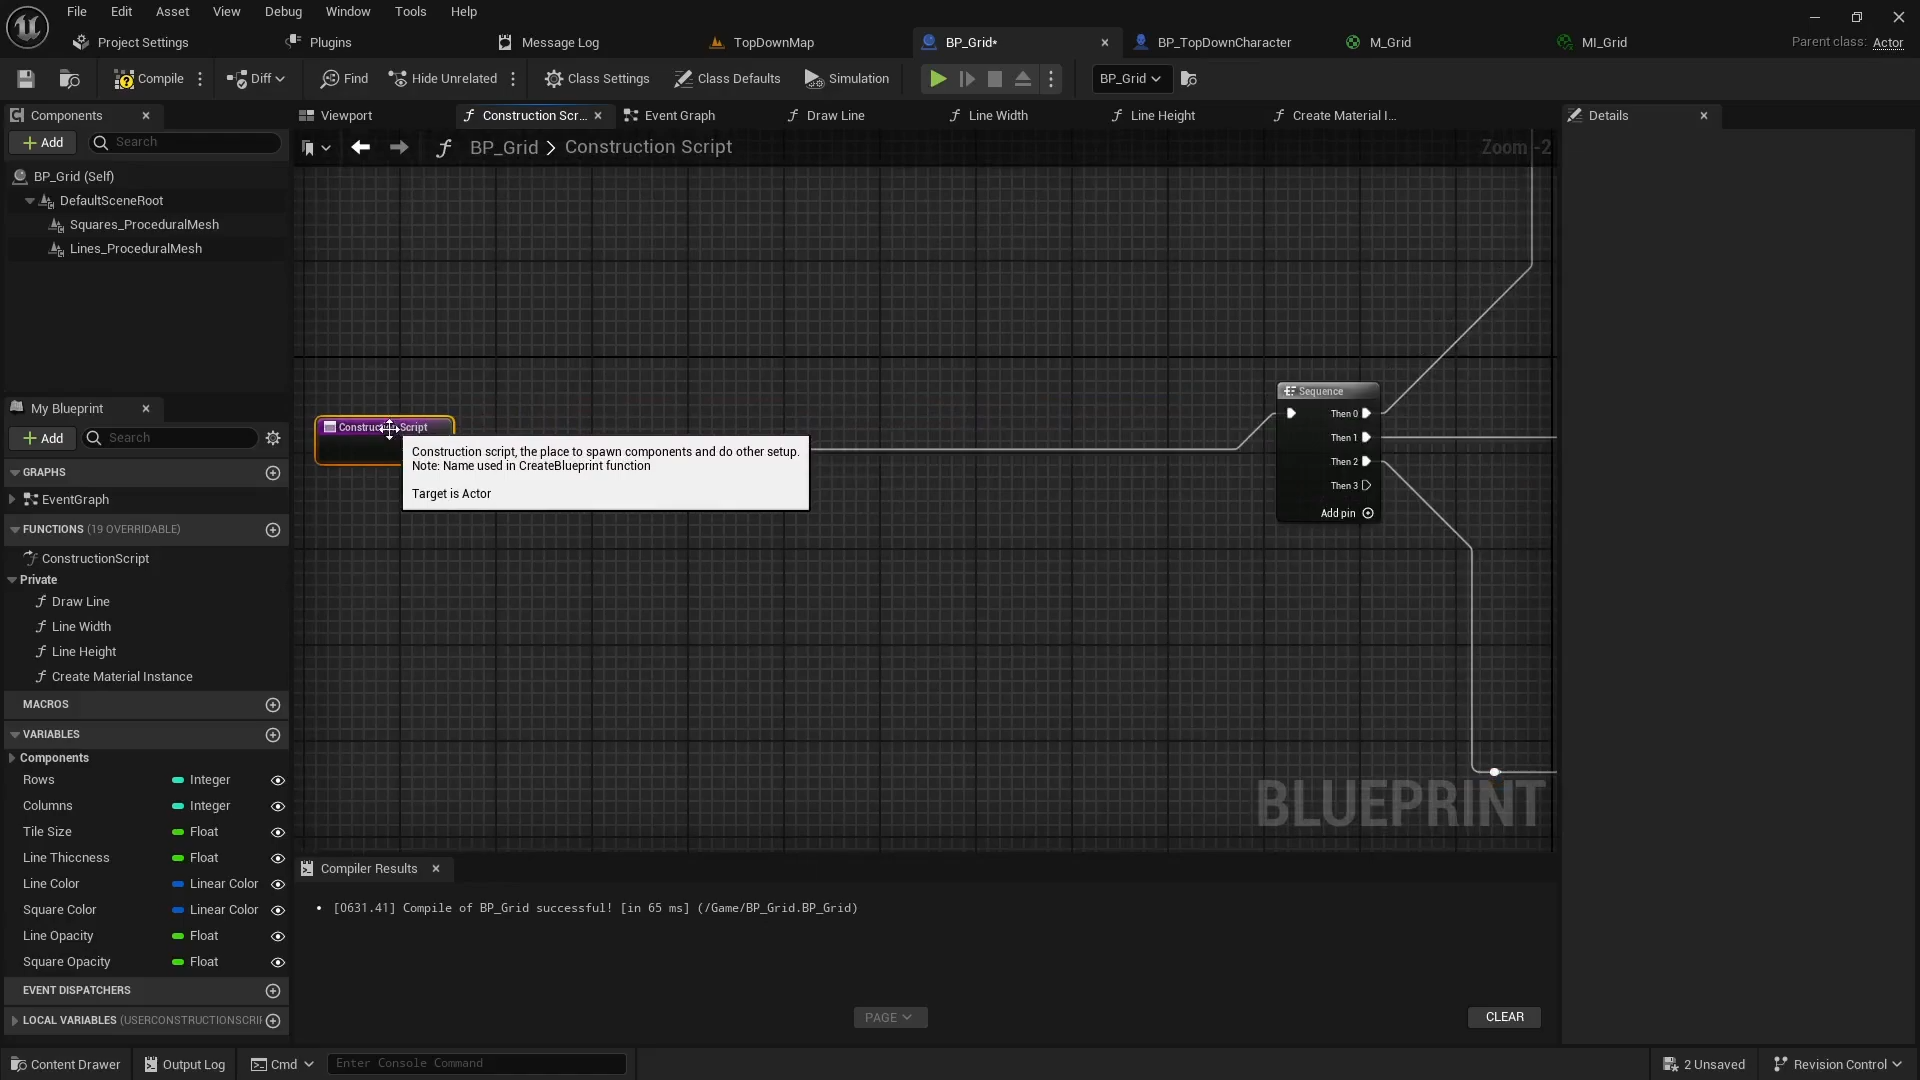 File Edit Asset View Debug Window Tools Help
Project Settings Plugins Message Log TopDownMap BP_Grid* BP_TopDownCharacter M_Grid MI_Grid Parent class: Actor
Compile Diff Find Hide Unrelated Class Settings Class Defaults Simulation BP_Grid
Components
Add Search
BP_Grid (Self)
DefaultSceneRoot
Squares_ProceduralMesh
Lines_ProceduralMesh
My Blueprint
Add Search
GRAPHS
EventGraph
FUNCTIONS (19 OVERRIDABLE)
ConstructionScript
Private
Draw Line
Line Width
Line Height
Create Material Instance
MACROS
VARIABLES
Components
Rows Integer
Columns Integer
Tile Size Float
Line Thiccness Float
Line Color Linear Color
Square Color Linear Color
Line Opacity Float
Square Opacity Float
EVENT DISPATCHERS
LOCAL VARIABLES (USERCONSTRUCTIONSCRI
Viewport Construction Scr... Event Graph Draw Line Line Width Line Height Create Material I...
BP_Grid > Construction Script Zoom -2
Construction Script
Construction script, the place to spawn components and do other setup.
Note: Name used in CreateBlueprint function
Target is Actor
Sequence
Then 0
Then 1
Then 2
Then 3
Add pin
BLUEPRINT
Compiler Results
[0631.41] Compile of BP_Grid successful! [in 65 ms] (/Game/BP_Grid.BP_Grid)
PAGE CLEAR
Details
Content Drawer Output Log Cmd Enter Console Command 2 Unsaved Revision Control